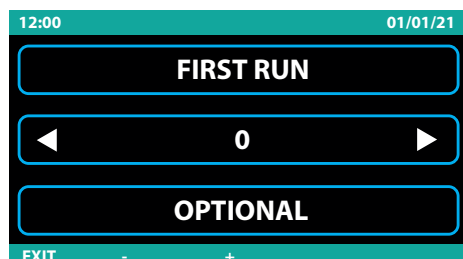 12:00 01/01/21
FIRST RUN
0
OPTIONAL
EXIT - +